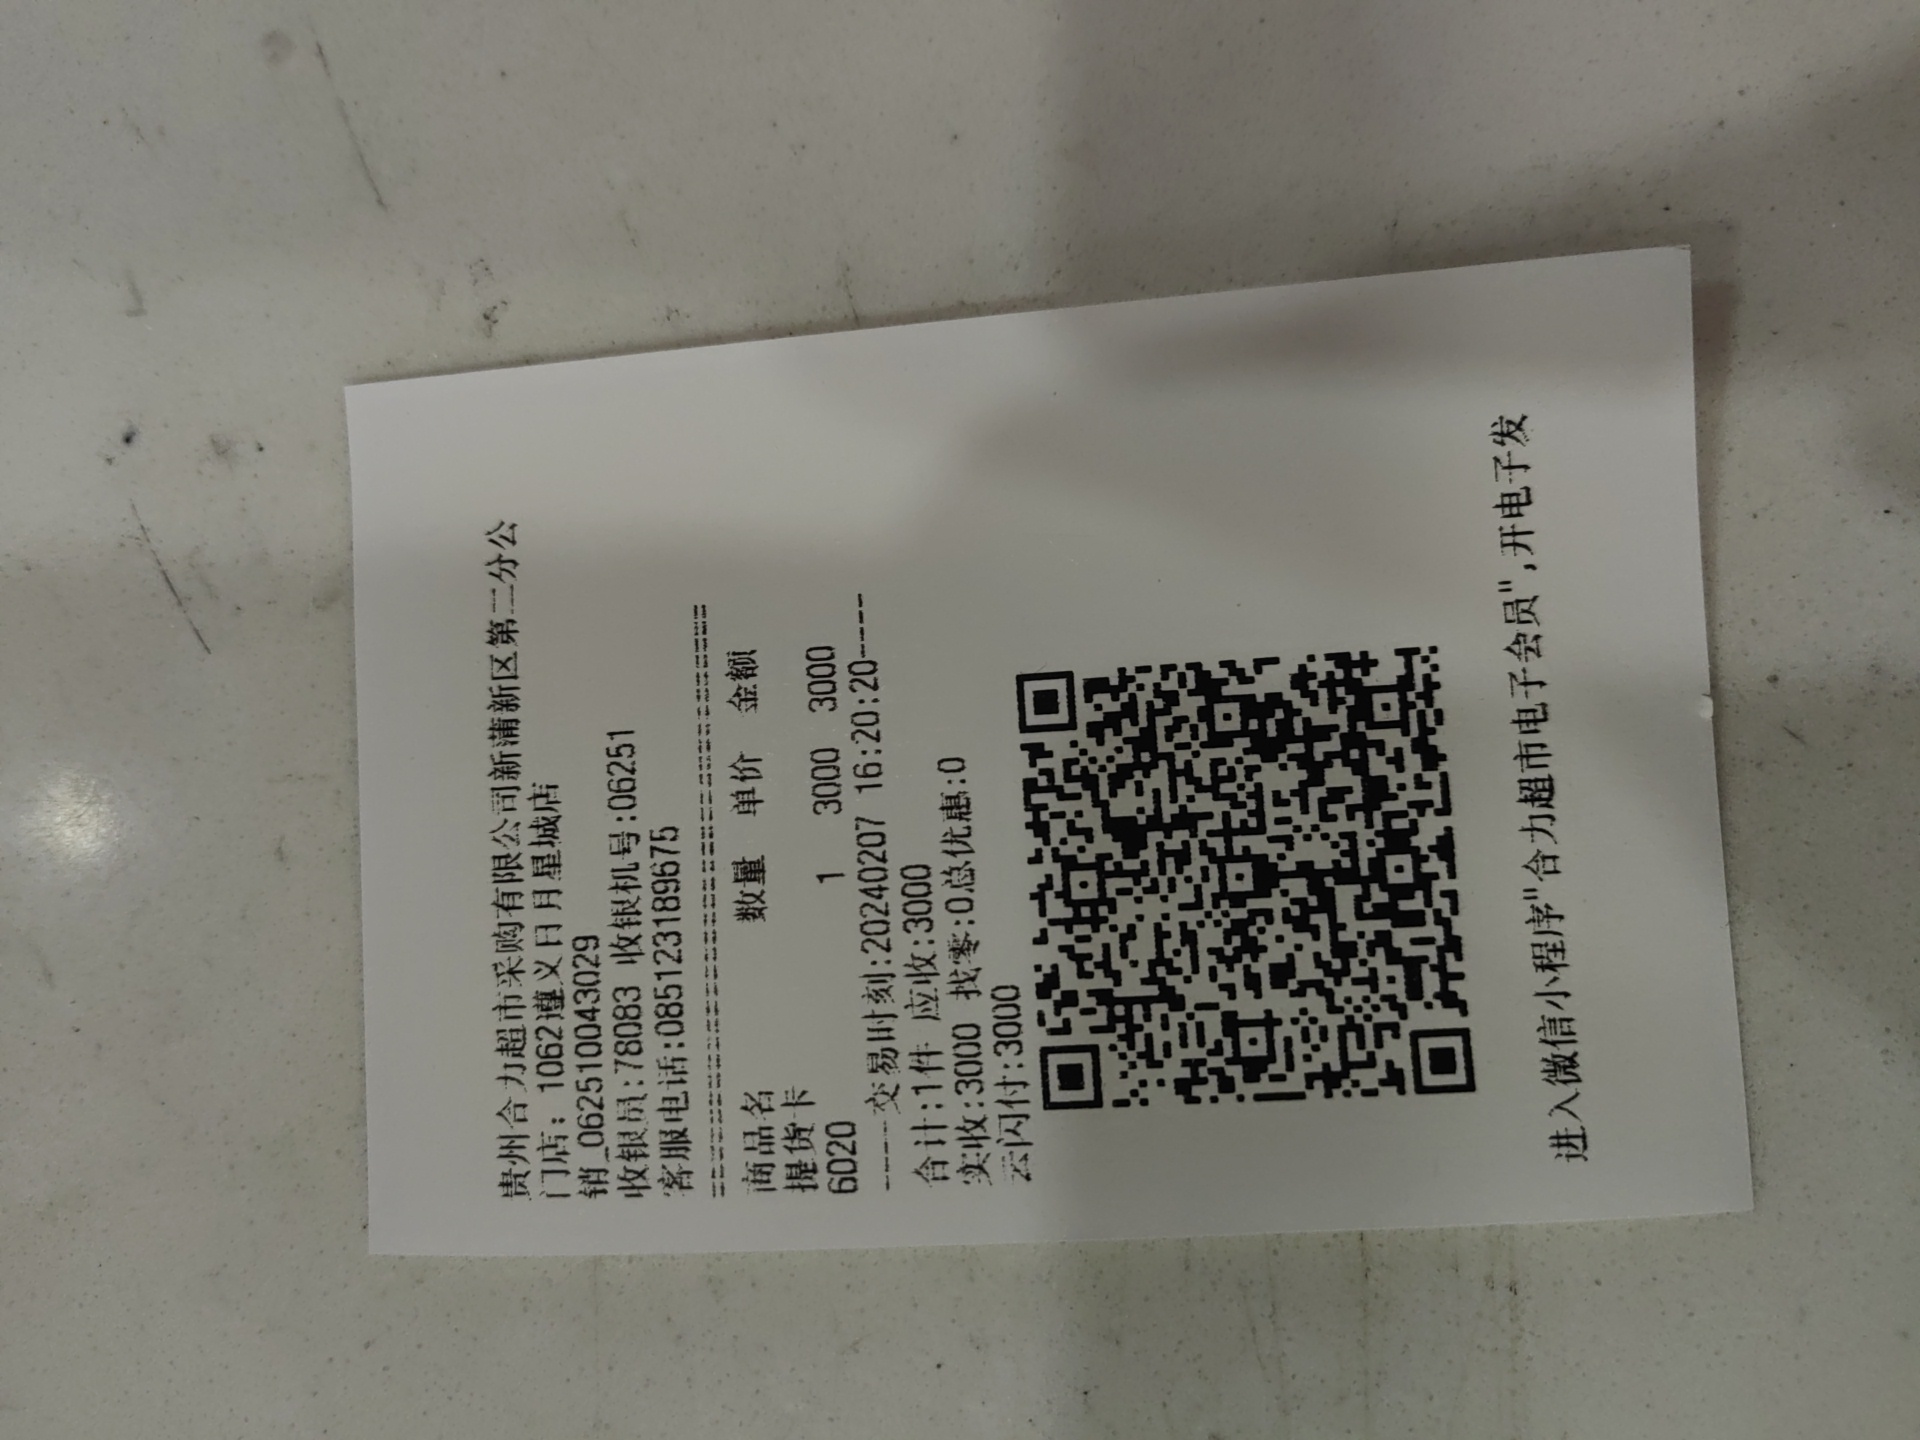 贵州合力超市采购有限公司新蒲新区第二分公
门店: 1062遵义日月星城店
销_062510043029
收银员:78083 收银机号:06251
客服电话:085123189675
================================
商品名 数量 单价 金额
提货卡 1 3000 3000
6020
-----交易时刻:20240207 16:20:20----
合计:1件 应收:3000
实收:3000 找零:0总优惠:0
云闪付:3000
进入微信小程序"合力超市电子会员",开电子发